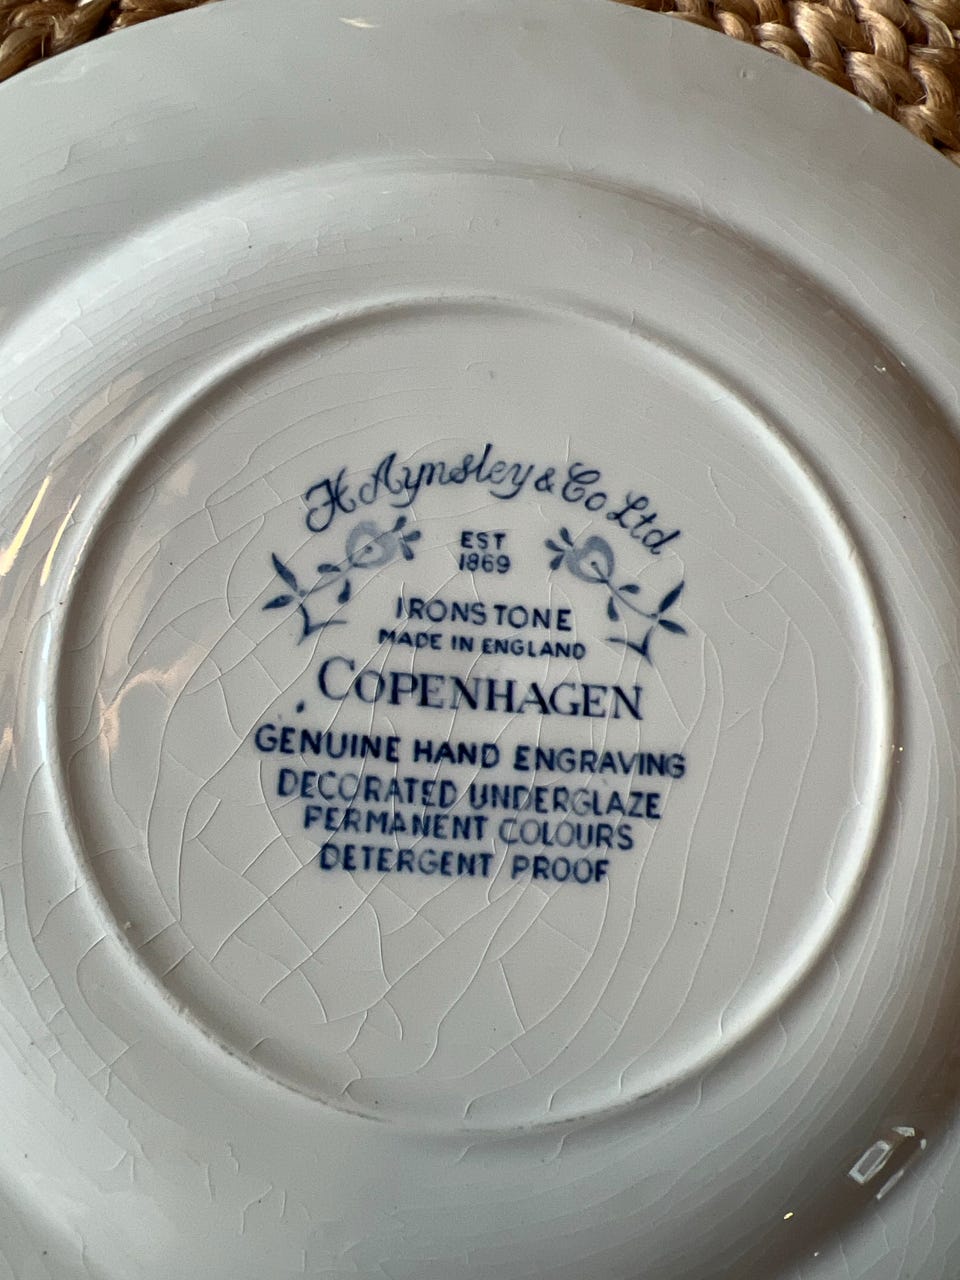 H Aynsley & Co Ltd
EST
1869
IRONSTONE
MADE IN ENGLAND
COPENHAGEN
GENUINE HAND ENGRAVING
DECORATED UNDERGLAZE
PERMANENT COLOURS
DETERGENT PROOF